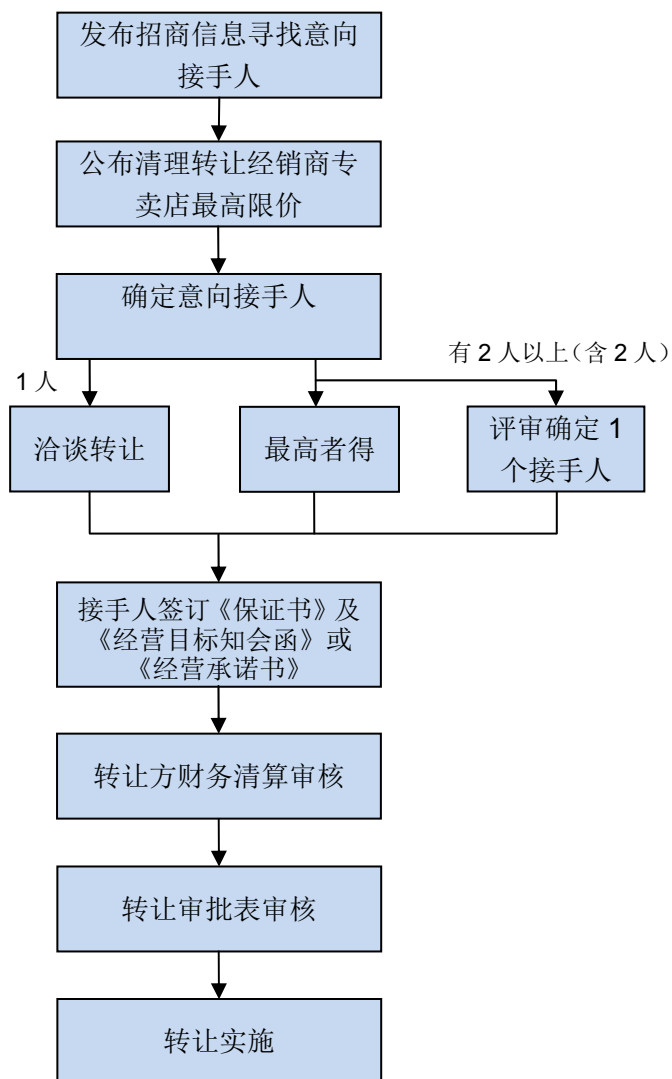 发布招商信息寻找意向
接手人
公布清理转让经销商专
卖店最高限价
确定意向接手人
有 2 人以上（含 2 人）
1 人
洽谈转让
最高者得
评审确定 1
个接手人
接手人签订《保证书》及
《经营目标知会函》或
《经营承诺书》
转让方财务清算审核
转让审批表审核
转让实施